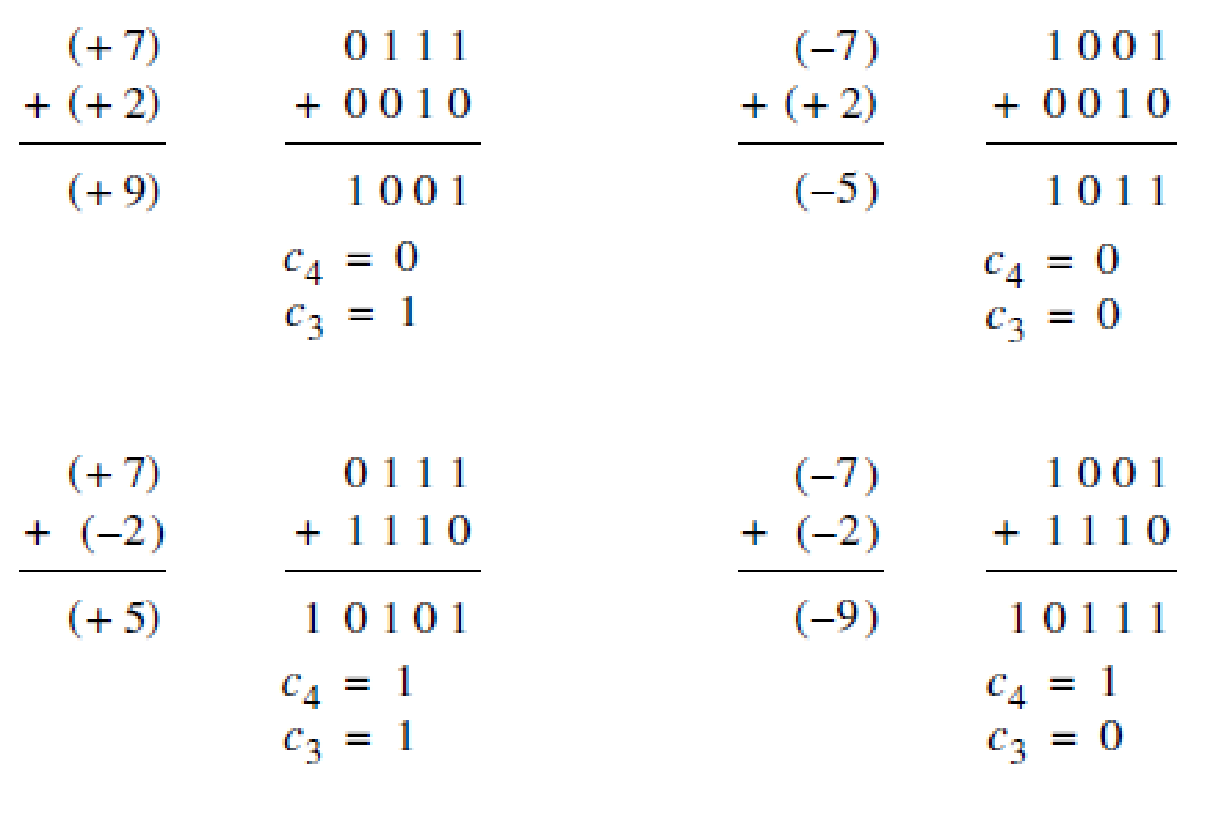 (+ 7) 0 1 1 1
+ (+ 2) + 0 0 1 0
(+ 9) 1 0 0 1
c4 = 0
c3 = 1
(–7) 1 0 0 1
+ (+ 2) + 0 0 1 0
(–5) 1 0 1 1
c4 = 0
c3 = 0
(+ 7) 0 1 1 1
+ (–2) + 1 1 1 0
(+ 5) 1 0 1 0 1
c4 = 1
c3 = 1
(–7) 1 0 0 1
+ (–2) + 1 1 1 0
(–9) 1 0 1 1 1
c4 = 1
c3 = 0